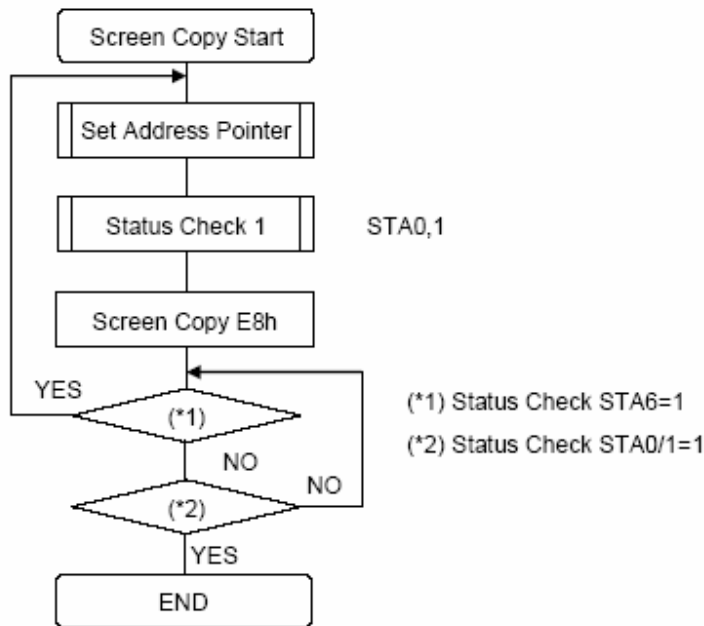 Screen Copy Start
Set Address Pointer
Status Check 1
STA0,1
Screen Copy E8h
YES
(*1)
(*1) Status Check STA6=1
NO
(*2) Status Check STA0/1=1
NO
(*2)
YES
END